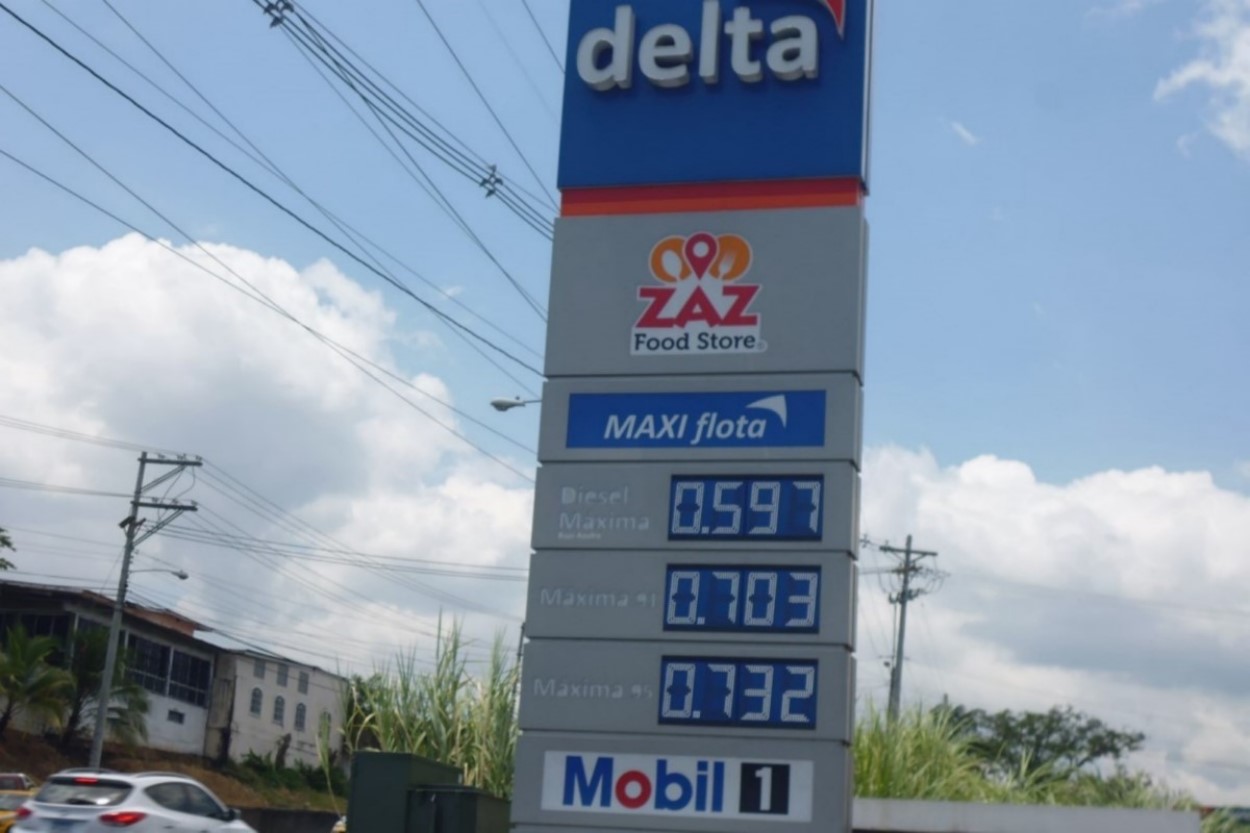 delta
ZAZ
Food Store
MAXI flota
Diesel
Maxima
0.597
Maxima 91
0.703
Maxima 95
0.732
Mobil 1